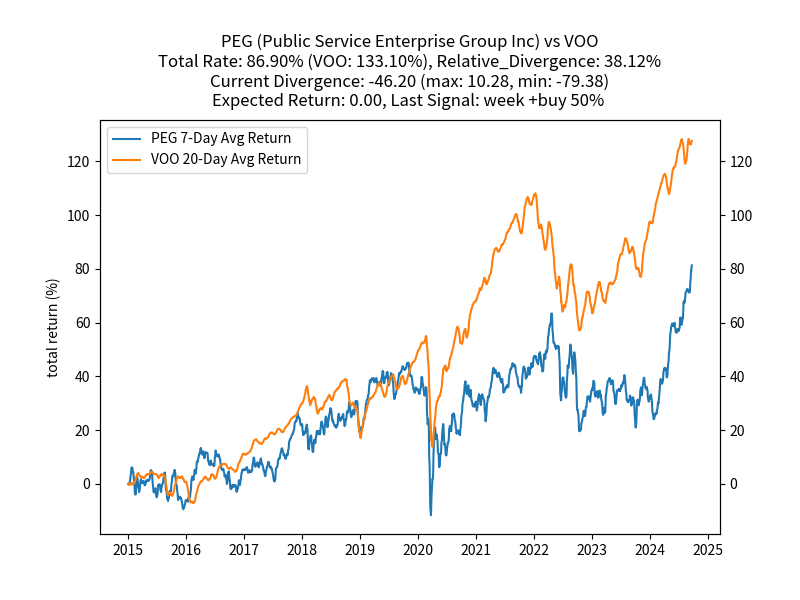 PEG (Public Service Enterprise Group Inc) vs VOO
Total Rate: 86.90% (VOO: 133.10%), Relative_Divergence: 38.12%
Current Divergence: -46.20 (max: 10.28, min: -79.38)
Expected Return: 0.00, Last Signal: week +buy 50%
PEG 7-Day Avg Return
VOO 20-Day Avg Return
total return (%)
120
100
80
60
40
20
0
120
100
80
60
40
20
0
2015 2016 2017 2018 2019 2020 2021 2022 2023 2024 2025